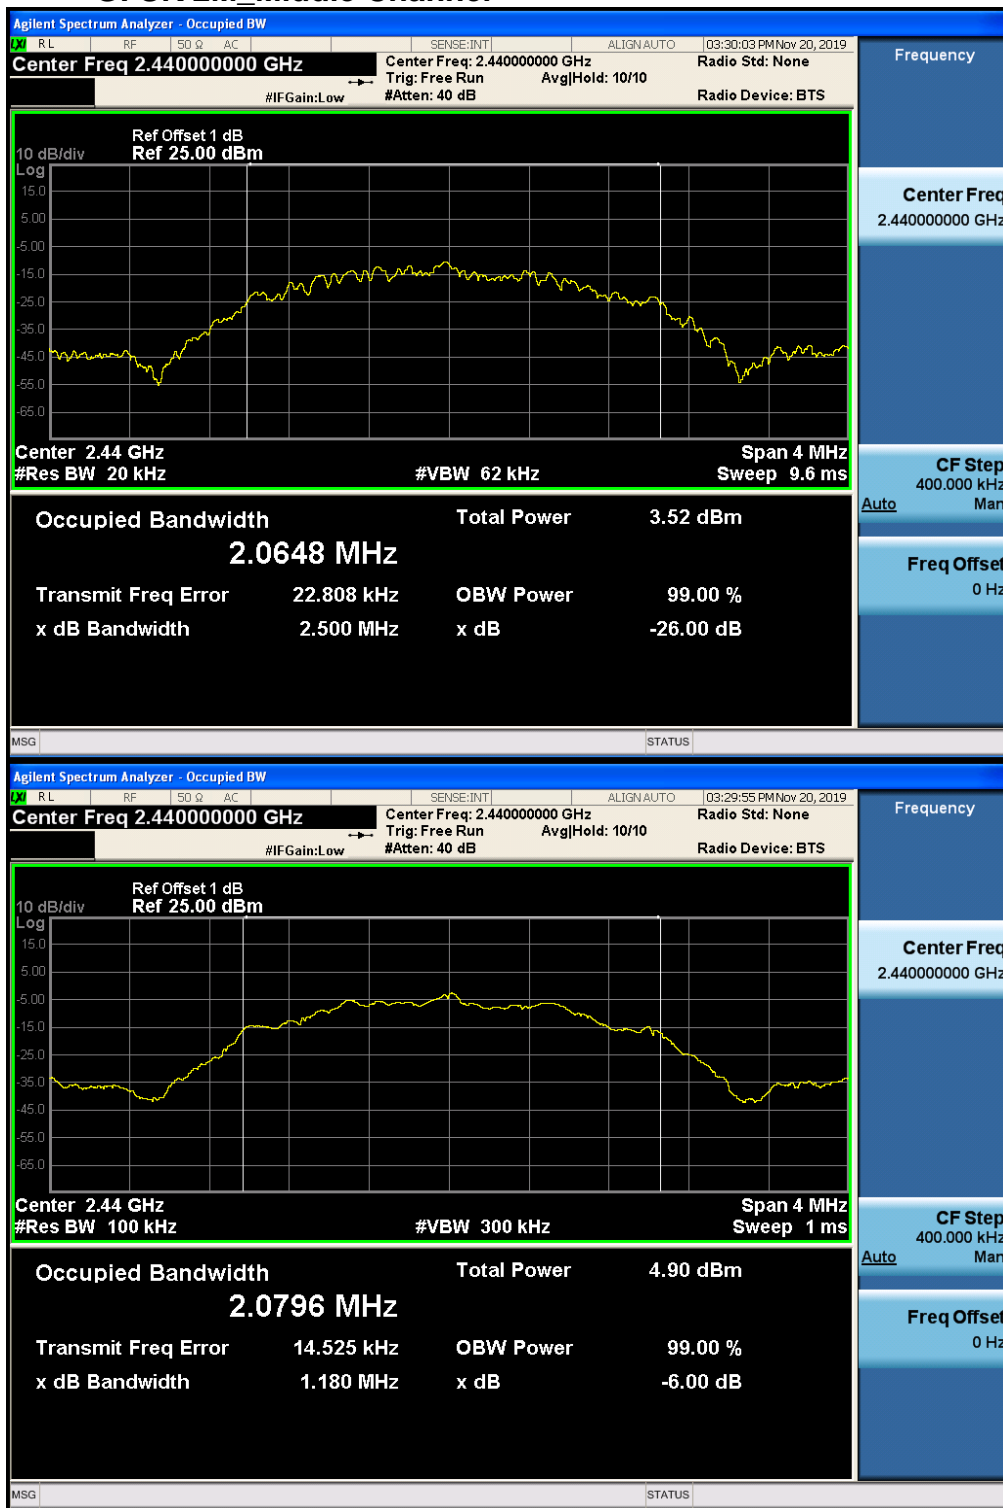 Agilent Spectrum Analyzer - Occupied BW
LXI RL RF 50 Ω AC SENSE:INT ALIGN AUTO 03:30:03 PM Nov 20, 2019
Center Freq 2.440000000 GHz Center Freq: 2.440000000 GHz Radio Std: None Frequency
Trig: Free Run Avg|Hold: 10/10
#IFGain:Low #Atten: 40 dB Radio Device: BTS
Ref Offset 1 dB
10 dB/div Ref 25.00 dBm
Log
15.0
5.00
-5.00
-15.0
-25.0
-35.0
-45.0
-55.0
-65.0
Center Freq
2.440000000 GHz
Center 2.44 GHz Span 4 MHz
#Res BW 20 kHz #VBW 62 kHz Sweep 9.6 ms
CF Step
400.000 kHz
Auto Man
Occupied Bandwidth Total Power 3.52 dBm
2.0648 MHz
Transmit Freq Error 22.808 kHz OBW Power 99.00 %
x dB Bandwidth 2.500 MHz x dB -26.00 dB
Freq Offset
0 Hz
MSG STATUS
Agilent Spectrum Analyzer - Occupied BW
LXI RL RF 50 Ω AC SENSE:INT ALIGN AUTO 03:29:55 PM Nov 20, 2019
Center Freq 2.440000000 GHz Center Freq: 2.440000000 GHz Radio Std: None Frequency
Trig: Free Run Avg|Hold: 10/10
#IFGain:Low #Atten: 40 dB Radio Device: BTS
Ref Offset 1 dB
10 dB/div Ref 25.00 dBm
Log
15.0
5.00
-5.00
-15.0
-25.0
-35.0
-45.0
-55.0
-65.0
Center Freq
2.440000000 GHz
Center 2.44 GHz Span 4 MHz
#Res BW 100 kHz #VBW 300 kHz Sweep 1 ms
CF Step
400.000 kHz
Auto Man
Occupied Bandwidth Total Power 4.90 dBm
2.0796 MHz
Transmit Freq Error 14.525 kHz OBW Power 99.00 %
x dB Bandwidth 1.180 MHz x dB -6.00 dB
Freq Offset
0 Hz
MSG STATUS